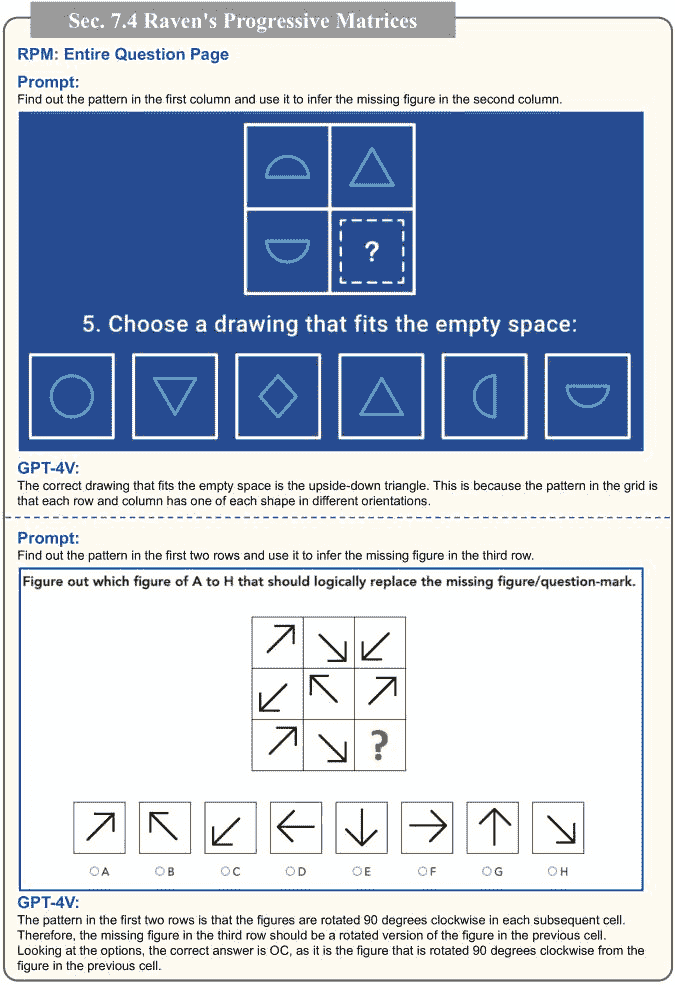 Sec. 7.4 Raven's Progressive Matrices
RPM: Entire Question Page
Prompt:
Find out the pattern in the first column and use it to infer the missing figure in the second column.
?
5. Choose a drawing that fits the empty space:
GPT-4V:
The correct drawing that fits the empty space is the upside-down triangle. This is because the pattern in the grid is
that each row and column has one of each shape in different orientations.
Prompt:
Find out the pattern in the first two rows and use it to infer the missing figure in the third row.
Figure out which figure of A to H that should logically replace the missing figure/question-mark.
?
A B C D E F G H
GPT-4V:
The pattern in the first two rows is that the figures are rotated 90 degrees clockwise in each subsequent cell.
Therefore, the missing figure in the third row should be a rotated version of the figure in the previous cell.
Looking at the options, the correct answer is OC, as it is the figure that is rotated 90 degrees clockwise from the
figure in the previous cell.